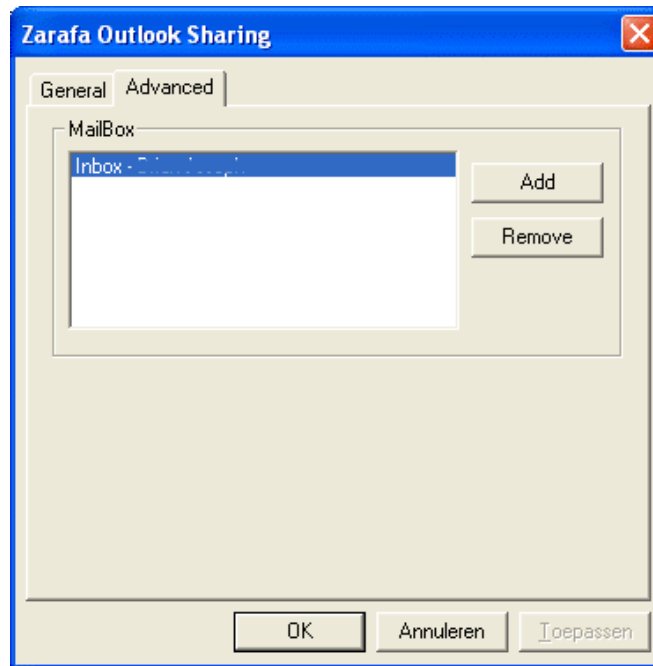 Zarafa Outlook Sharing
General Advanced
MailBox
Inbox -
Add
Remove
OK Annuleren Toepassen